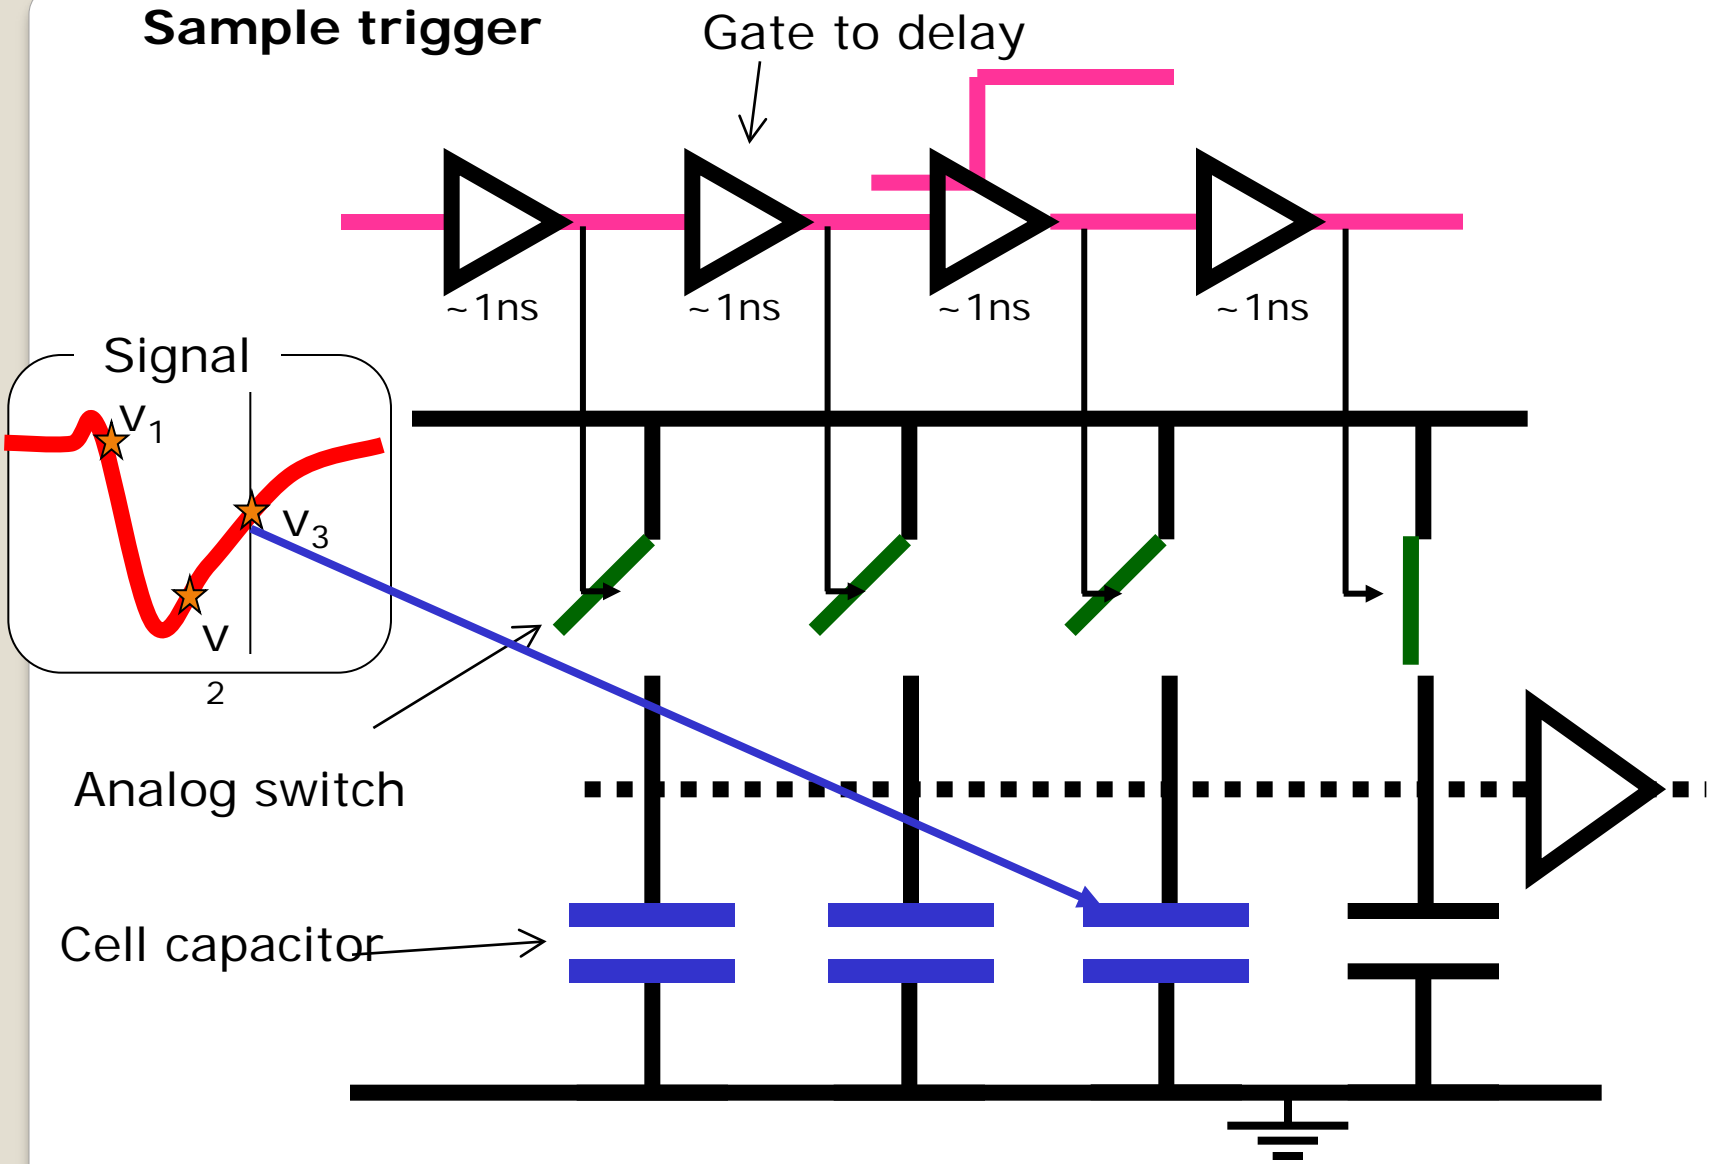 Sample trigger
Gate to delay
~1ns
~1ns
~1ns
~1ns
Signal
V1
V3
V
2
Analog switch
Cell capacitor